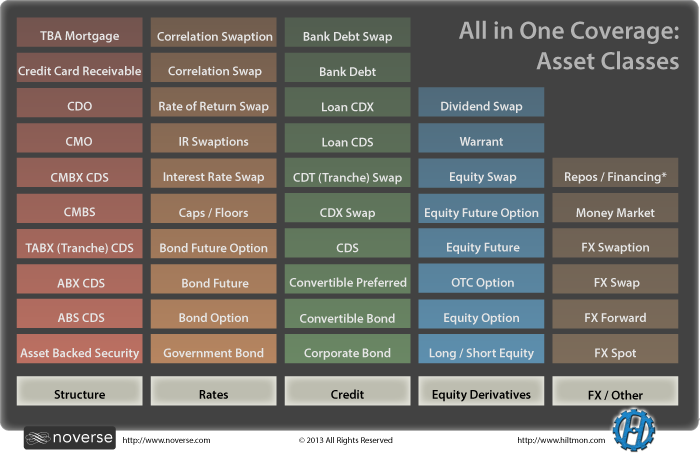 All in One Coverage:
Asset Classes
TBA Mortgage
Correlation Swaption
Bank Debt Swap
Credit Card Receivable
Correlation Swap
Bank Debt
CDO
Rate of Return Swap
Loan CDX
Dividend Swap
CMO
IR Swaptions
Loan CDS
Warrant
CMBX CDS
Interest Rate Swap
CDT (Tranche) Swap
Equity Swap
Repos / Financing*
CMBS
Caps / Floors
CDX Swap
Equity Future Option
Money Market
TABX (Tranche) CDS
Bond Future Option
CDS
Equity Future
FX Swaption
ABX CDS
Bond Future
Convertible Preferred
OTC Option
FX Swap
ABS CDS
Bond Option
Convertible Bond
Equity Option
FX Forward
Asset Backed Security
Government Bond
Corporate Bond
Long / Short Equity
FX Spot
Structure
Rates
Credit
Equity Derivatives
FX / Other
noverse
http://www.noverse.com
© 2013 All Rights Reserved
http://www.hiltmon.com
H